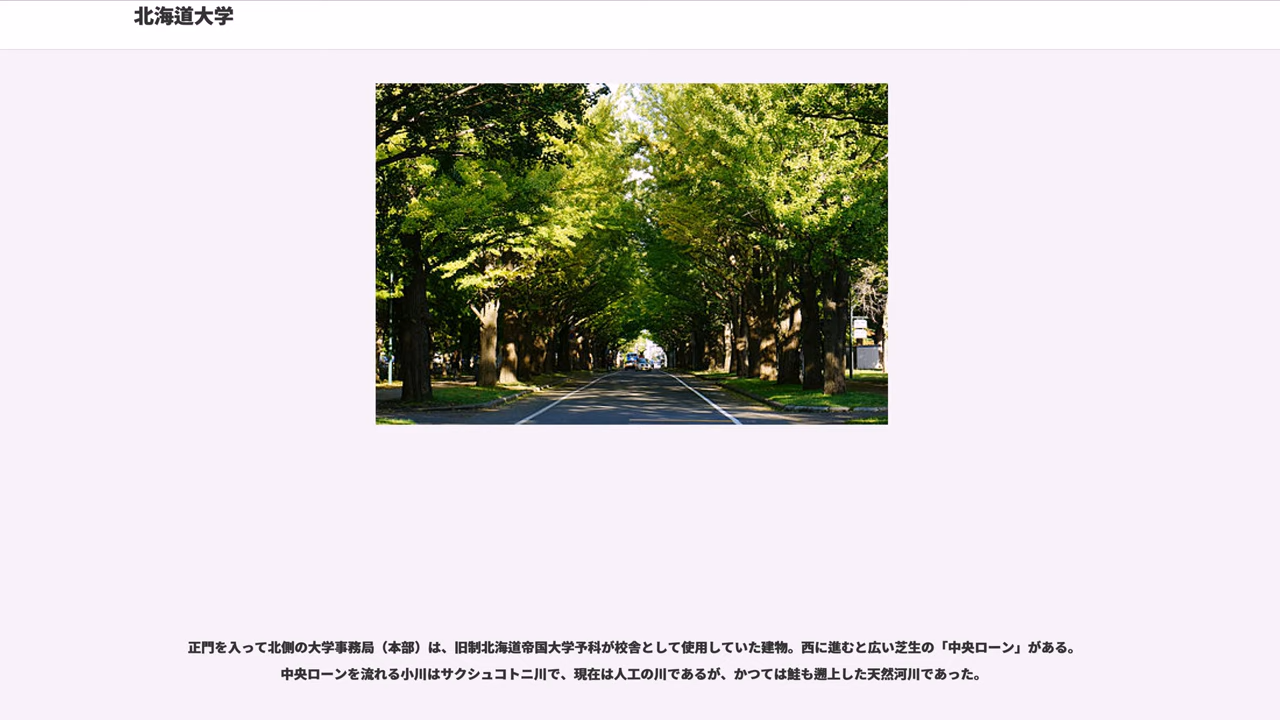 北海道大学
正門を入って北側の大学事務局（本部）は、旧制北海道帝国大学予科が校舎として使用していた建物。西に進むと広い芝生の「中央ローン」がある。
中央ローンを流れる小川はサクシュコトニ川で、現在は人工の川であるが、かつては鮭も遡上した天然河川であった。